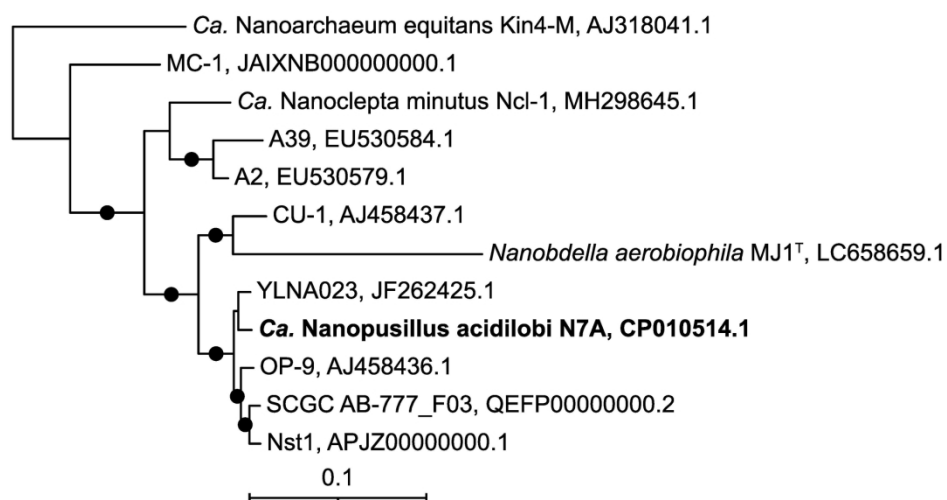 Ca. Nanoarchaeum equitans Kin4-M, AJ318041.1
MC-1, JAIXNB000000000.1
Ca. Nanoclepta minutus Ncl-1, MH298645.1
A39, EU530584.1
A2, EU530579.1
CU-1, AJ458437.1
Nanobdella aerobiophila MJ1ᵀ, LC658659.1
YLNA023, JF262425.1
Ca. Nanopusillus acidilobi N7A, CP010514.1
OP-9, AJ458436.1
SCGC AB-777_F03, QEFP00000000.2
Nst1, APJZ00000000.1
0.1